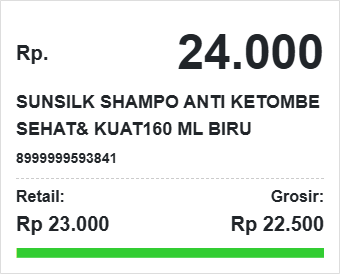 Rp. 24.000
SUNSILK SHAMPO ANTI KETOMBE
SEHAT& KUAT160 ML BIRU
8999999593841
Retail: Grosir:
Rp 23.000 Rp 22.500